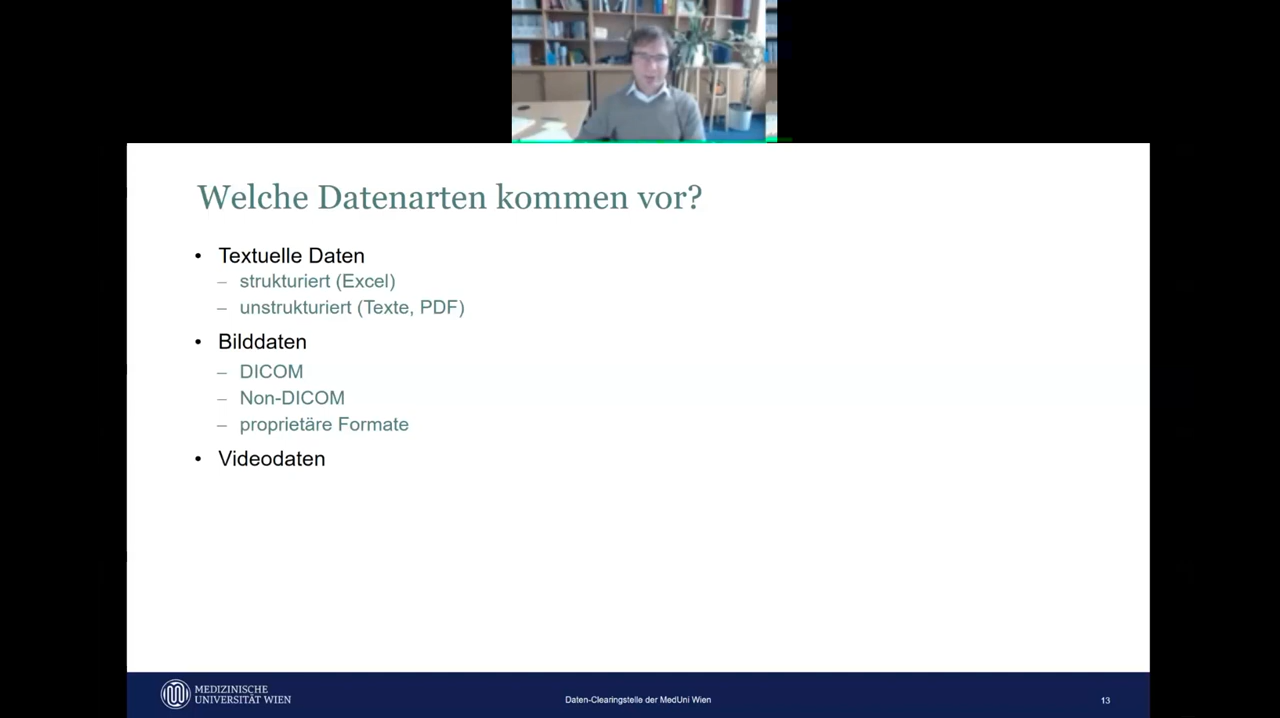 Welche Datenarten kommen vor?
• Textuelle Daten
– strukturiert (Excel)
– unstrukturiert (Texte, PDF)
• Bilddaten
– DICOM
– Non-DICOM
– proprietäre Formate
• Videodaten
MEDIZINISCHE
UNIVERSITÄT WIEN
Daten-Clearingstelle der MedUni Wien
13